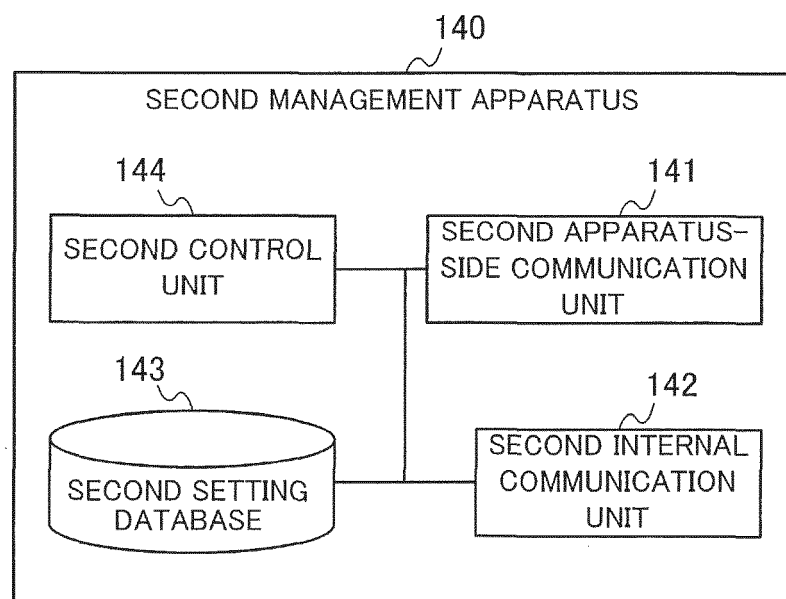 140
SECOND MANAGEMENT APPARATUS
144
SECOND CONTROL
UNIT
141
SECOND APPARATUS-
SIDE COMMUNICATION
UNIT
143
SECOND SETTING
DATABASE
142
SECOND INTERNAL
COMMUNICATION
UNIT